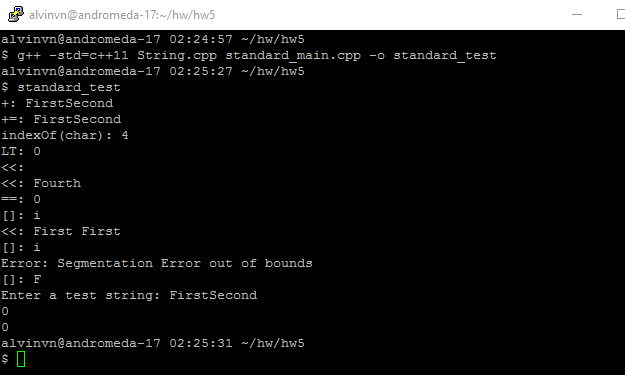 alvinvn@andromeda-17:~/hw/hw5
alvinvn@andromeda-17 02:24:57 ~/hw/hw5
$ g++ -std=c++11 String.cpp standard_main.cpp -o standard_test
alvinvn@andromeda-17 02:25:27 ~/hw/hw5
$ standard_test
+: FirstSecond
+=: FirstSecond
indexOf(char): 4
LT: 0
<<:
<<: Fourth
==: 0
[]: i
<<: First First
[]: i
Error: Segmentation Error out of bounds
[]: F
Enter a test string: FirstSecond
0
0
alvinvn@andromeda-17 02:25:31 ~/hw/hw5
$